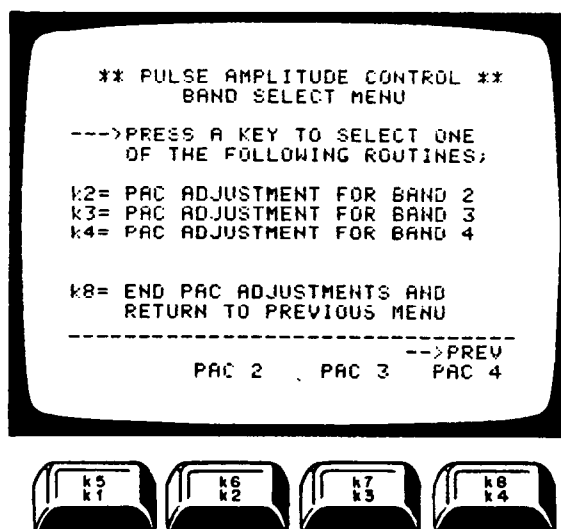 ** PULSE AMPLITUDE CONTROL **
BAND SELECT MENU
--->PRESS A KEY TO SELECT ONE
OF THE FOLLOWING ROUTINES;
k2= PAC ADJUSTMENT FOR BAND 2
k3= PAC ADJUSTMENT FOR BAND 3
k4= PAC ADJUSTMENT FOR BAND 4
k8= END PAC ADJUSTMENTS AND
RETURN TO PREVIOUS MENU
-->PREV
PAC 2 PAC 3 PAC 4
k5 k6 k7 k8
k1 k2 k3 k4